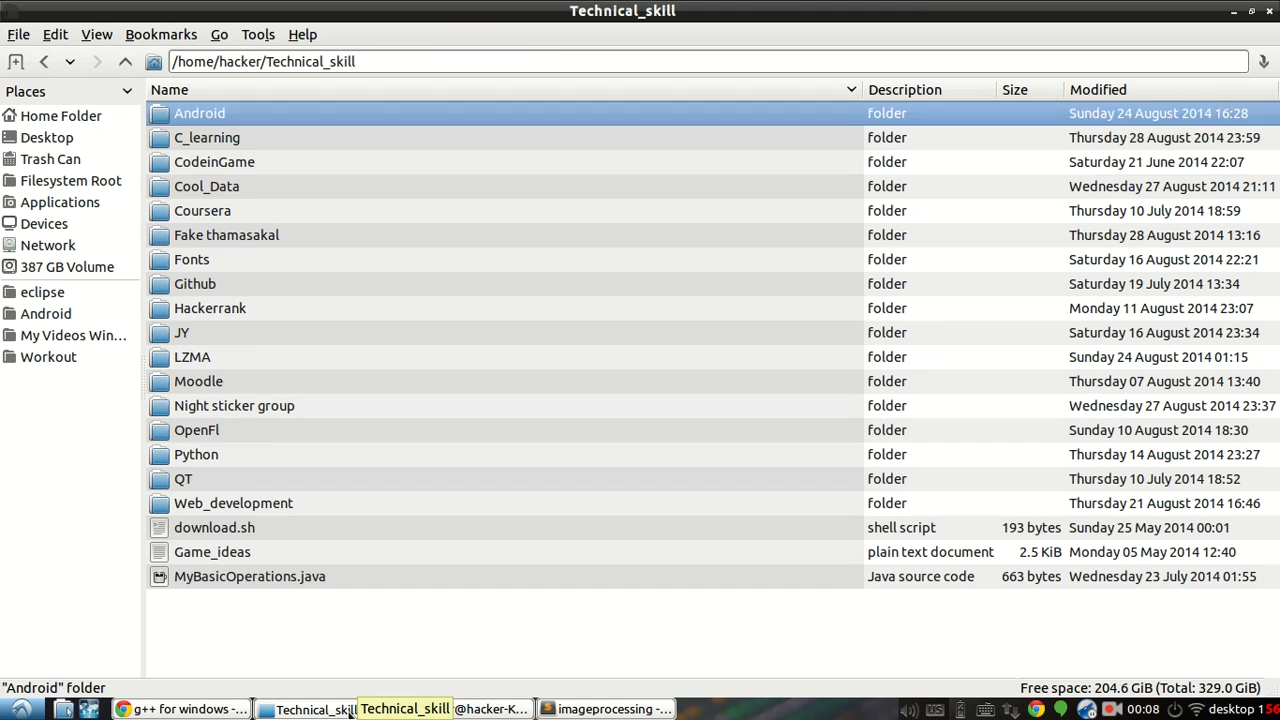 Technical_skill
File Edit View Bookmarks Go Tools Help
/home/hacker/Technical_skill
Places Name Description Size Modified
Home Folder
Desktop
Trash Can
Filesystem Root
Applications
Devices
Network
387 GB Volume
eclipse
Android
My Videos Win...
Workout
Android folder Sunday 24 August 2014 16:28
C_learning folder Thursday 28 August 2014 23:59
CodeinGame folder Saturday 21 June 2014 22:07
Cool_Data folder Wednesday 27 August 2014 21:11
Coursera folder Thursday 10 July 2014 18:59
Fake thamasakal folder Thursday 28 August 2014 13:16
Fonts folder Saturday 16 August 2014 22:21
Github folder Saturday 19 July 2014 13:34
Hackerrank folder Monday 11 August 2014 23:07
JY folder Saturday 16 August 2014 23:34
LZMA folder Sunday 24 August 2014 01:15
Moodle folder Thursday 07 August 2014 13:40
Night sticker group folder Wednesday 27 August 2014 23:37
OpenFl folder Sunday 10 August 2014 18:30
Python folder Thursday 14 August 2014 23:27
QT folder Thursday 10 July 2014 18:52
Web_development folder Thursday 21 August 2014 16:46
download.sh shell script 193 bytes Sunday 25 May 2014 00:01
Game_ideas plain text document 2.5 KiB Monday 05 May 2014 12:40
MyBasicOperations.java Java source code 663 bytes Wednesday 23 July 2014 01:55
"Android" folder Free space: 204.6 GiB (Total: 329.0 GiB)
g++ for windows -... Technical_skill Technical_skill @hacker-K... imageprocessing -... 00:08 desktop 1